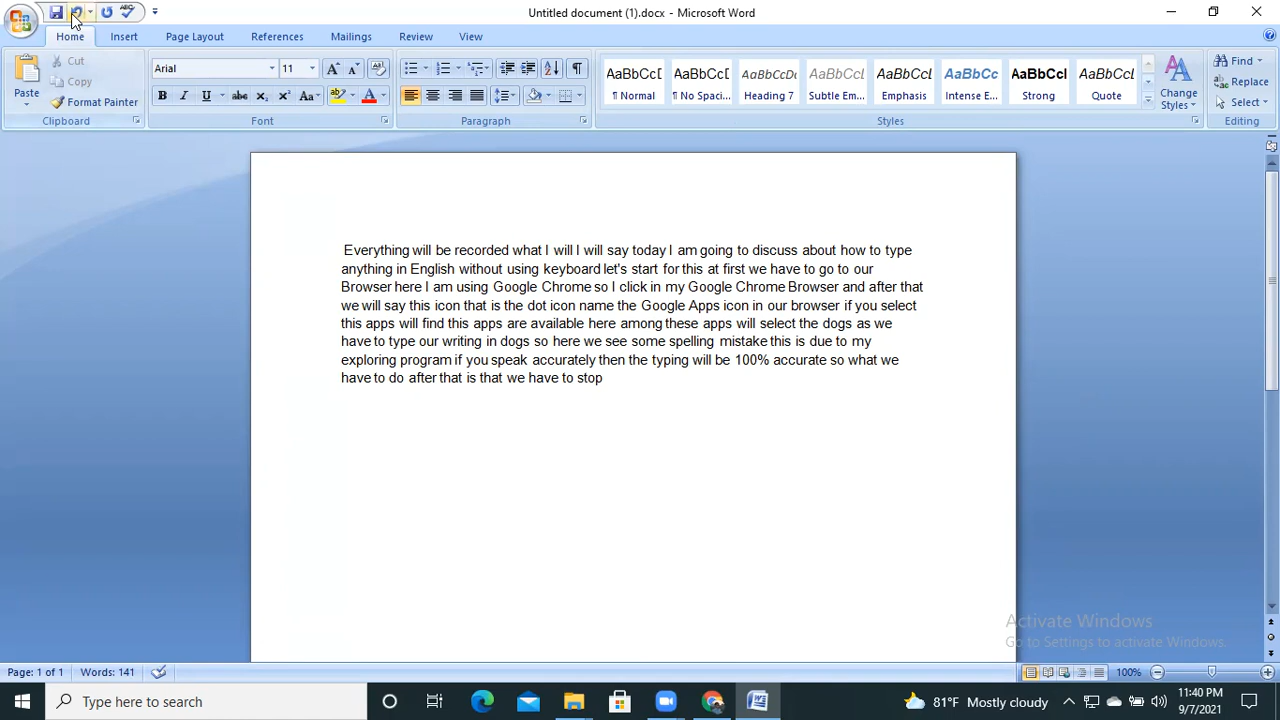 Untitled document (1).docx - Microsoft Word
Home Insert Page Layout References Mailings Review View
Paste
Cut
Copy
Format Painter
Clipboard
Arial 11
Font
Paragraph
AaBbCcD AaBbCcD AaBbCcDc AaBbCcD AaBbCcD AaBbCc AaBbCcl AaBbCcD
¶ Normal ¶ No Spaci... Heading 7 Subtle Em... Emphasis Intense E... Strong Quote
Change Styles
Styles
Find
Replace
Select
Editing
Everything will be recorded what I will I will say today I am going to discuss about how to type
anything in English without using keyboard let's start for this at first we have to go to our
Browser here I am using Google Chrome so I click in my Google Chrome Browser and after that
we will say this icon that is the dot icon name the Google Apps icon in our browser if you select
this apps will find this apps are available here among these apps will select the dogs as we
have to type our writing in dogs so here we see some spelling mistake this is due to my
exploring program if you speak accurately then the typing will be 100% accurate so what we
have to do after that is that we have to stop
Activate Windows
Go to Settings to activate Windows.
Page: 1 of 1 Words: 141 100%
Type here to search
81°F Mostly cloudy
11:40 PM
9/7/2021